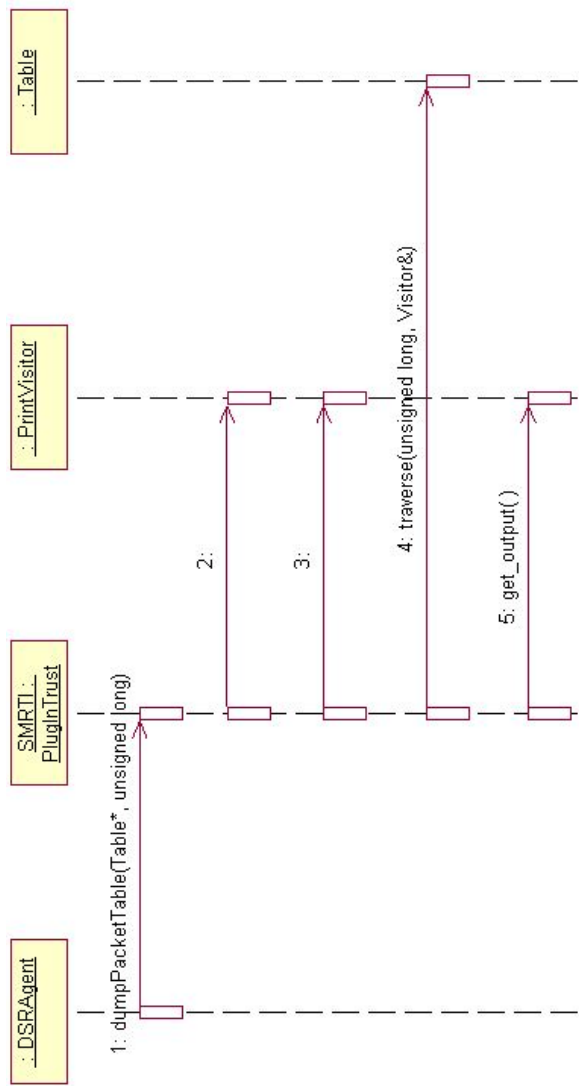 : DSRAgent
SMRTI :
PlugInTrust
: PrintVisitor
: Table
1: dumpPacketTable(Table*, unsigned long)
2:
3:
4: traverse(unsigned long, Visitor&)
5: get_output( )